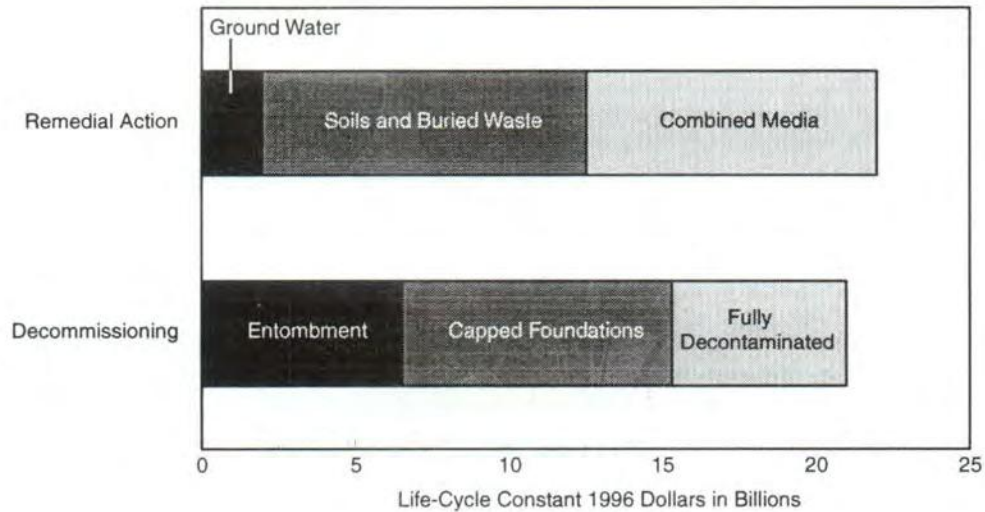 Ground Water
Remedial Action
Soils and Buried Waste
Combined Media
Decommissioning
Entombment
Capped Foundations
Fully
Decontaminated
0 5 10 15 20 25
Life-Cycle Constant 1996 Dollars in Billions